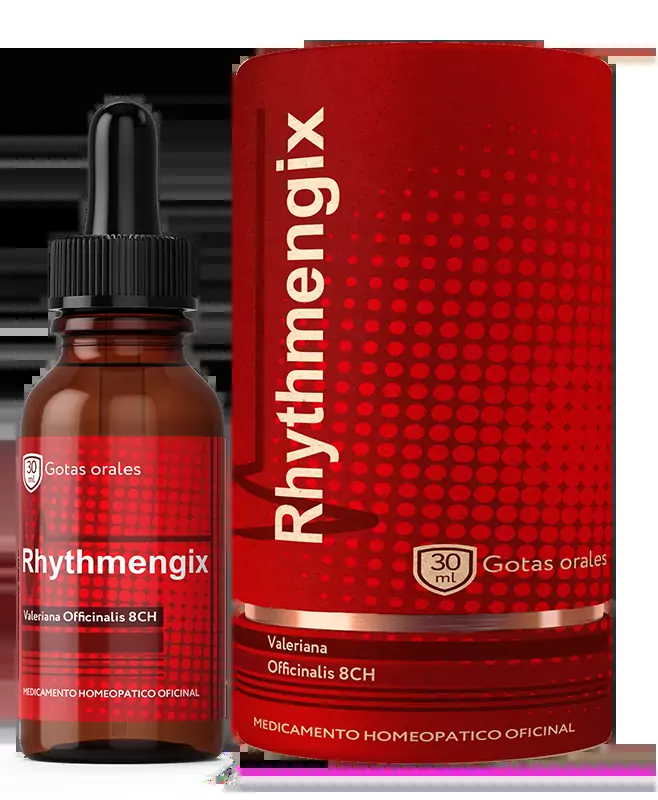 30
ml
Gotas orales
Rhythmengix
Valeriana Officinalis 8CH
MEDICAMENTO HOMEOPATICO OFICINAL
Rhythmengix
30
ml
Gotas orales
Valeriana
Officinalis 8CH
MEDICAMENTO HOMEOPATICO OFICINAL